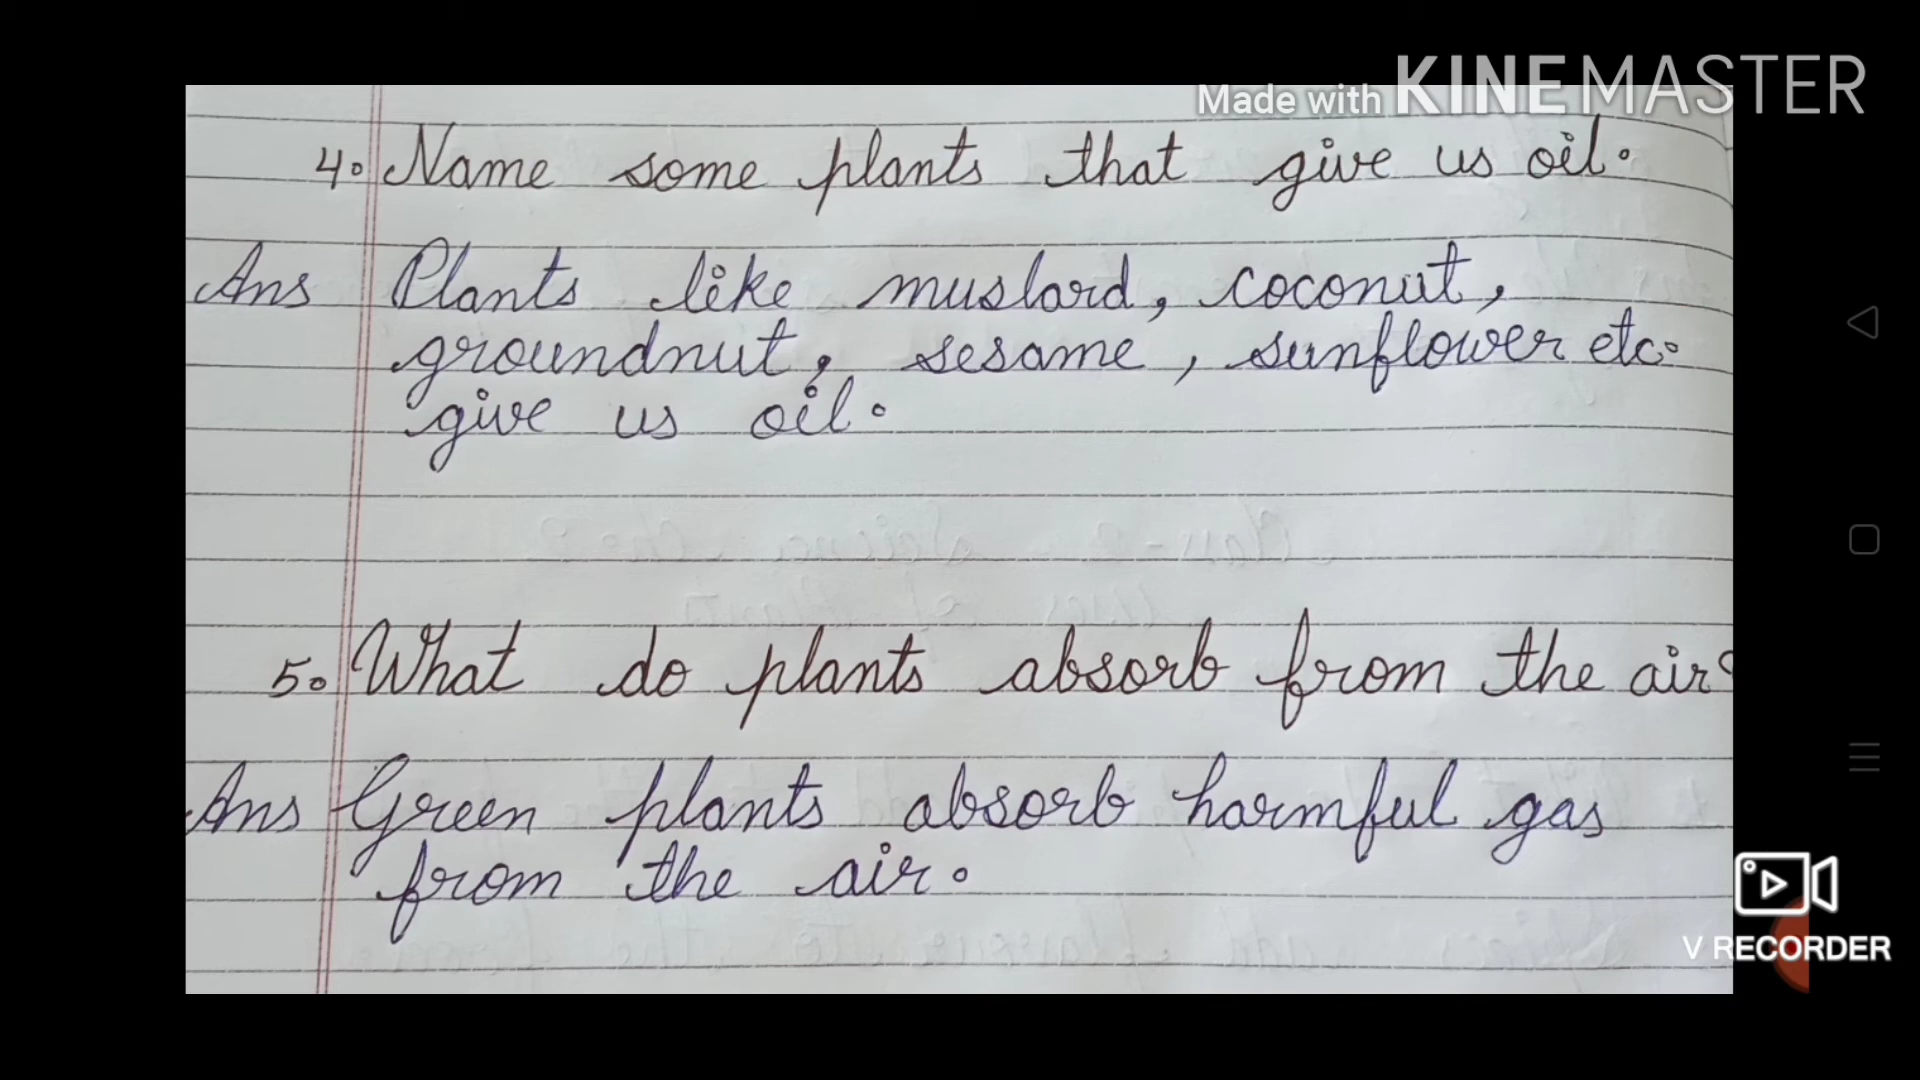 Made with KINEMASTER
4. Name some plants that give us oil.
Ans Plants like mustard, coconut,
groundnut, sesame, sunflower etc.
give us oil.
5. What do plants absorb from the air?
Ans Green plants absorb harmful gas
from the air.
V RECORDER